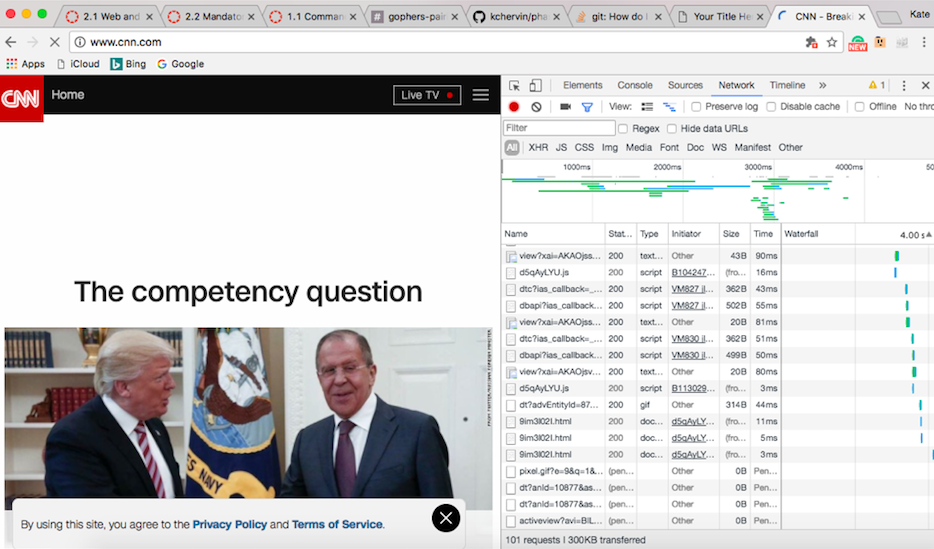 2.1 Web and
2.2 Mandato
1.1 Comman
gophers-pair
kchervin/pha
git: How do I
Your Title He
CNN - Break
Kate
www.cnn.com
NEW
Apps iCloud Bing Google
CNN Home Live TV
The competency question
By using this site, you agree to the Privacy Policy and Terms of Service.
Elements Console Sources Network Timeline » 1
View: Preserve log Disable cache Offline No thro
Filter Regex Hide data URLs
All XHR JS CSS Img Media Font Doc WS Manifest Other
1000ms 2000ms 3000ms 4000ms 50
Name Stat... Type Initiator Size Time Waterfall 4.00 s
view?xai=AKAOjss... 200 text... Other 43B 90ms
d5qAyLYU.js 200 script B104247... (fro... 16ms
dtc?ias_callback=_... 200 script VM827 jl... 362B 43ms
dbapi?ias_callback... 200 script VM827 jl... 502B 55ms
view?xai=AKAOjss... 200 text... Other 20B 81ms
dtc?ias_callback=_... 200 script VM830 jl... 362B 51ms
dbapi?ias_callback... 200 script VM830 jl... 499B 50ms
view?xai=AKAOjsv... 200 text... Other 20B 80ms
d5qAyLYU.js 200 script B113029... (fro... 3ms
dt?advEntityId=87... 200 gif Other 314B 44ms
9im3l02I.html 200 doc... d5qAyLY... (fro... 11ms
9im3l02I.html 200 doc... d5qAyLY... (fro... 5ms
9im3l02I.html 200 doc... d5qAyLY... (fro... 3ms
pixel.gif?e=9&q=1&... (pen... Other 0B Pen...
dt?anId=10877&as... (pen... Other 0B Pen...
dt?anId=10877&as... (pen... Other 0B Pen...
activeview?avi=BIL... (pen... Other 0B Pen...
101 requests | 300KB transferred